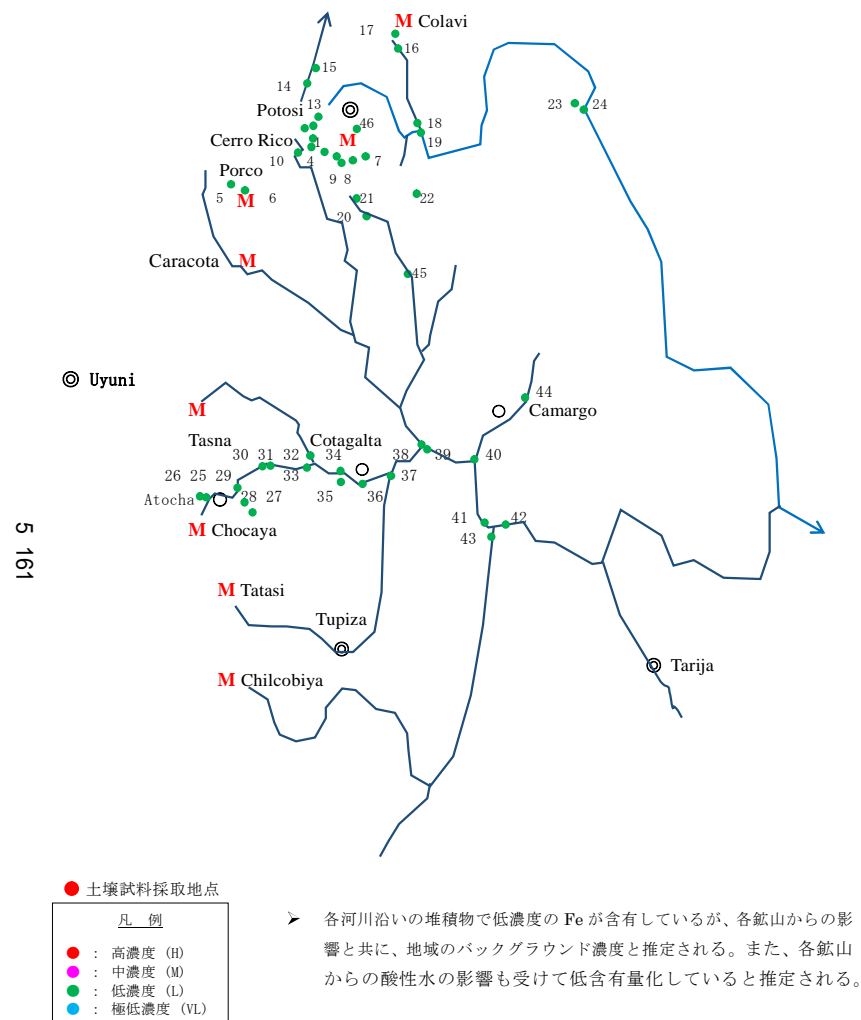 17 M Colavi
16
15
14
Potosi 13
46
23 24
18
Cerro Rico 1 M
19
10 4 7
Porco 9 8
5 M 6
21 22
20
Caracota M
45
Uyuni
M
44
Camargo
Tasna Cotagalta
30 31 32 34 38 39 40
26 25 29 33 37
Atocha 28 27 35 36
M Chocaya
41 42
43
5 161
M Tatasi
Tupiza
Tarija
M Chilcobiya
土壌試料採取地点
凡 例
: 高濃度 (H)
: 中濃度 (M)
: 低濃度 (L)
: 極低濃度 (VL)
➢ 各河川沿いの堆積物で低濃度の Fe が含有しているが、各鉱山からの影
響と共に、地域のバックグラウンド濃度と推定される。また、各鉱山
からの酸性水の影響も受けて低含有量化していると推定される。